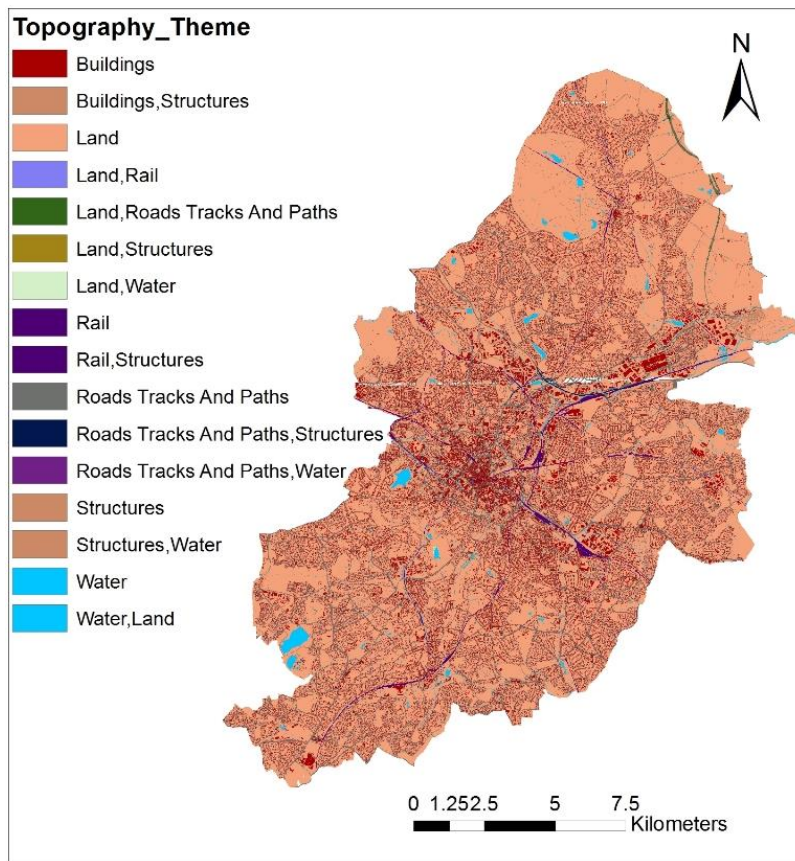 Topography_Theme
Buildings
Buildings,Structures
Land
Land,Rail
Land,Roads Tracks And Paths
Land,Structures
Land,Water
Rail
Rail,Structures
Roads Tracks And Paths
Roads Tracks And Paths,Structures
Roads Tracks And Paths,Water
Structures
Structures,Water
Water
Water,Land
N
0 1.25 2.5 5 7.5
Kilometers